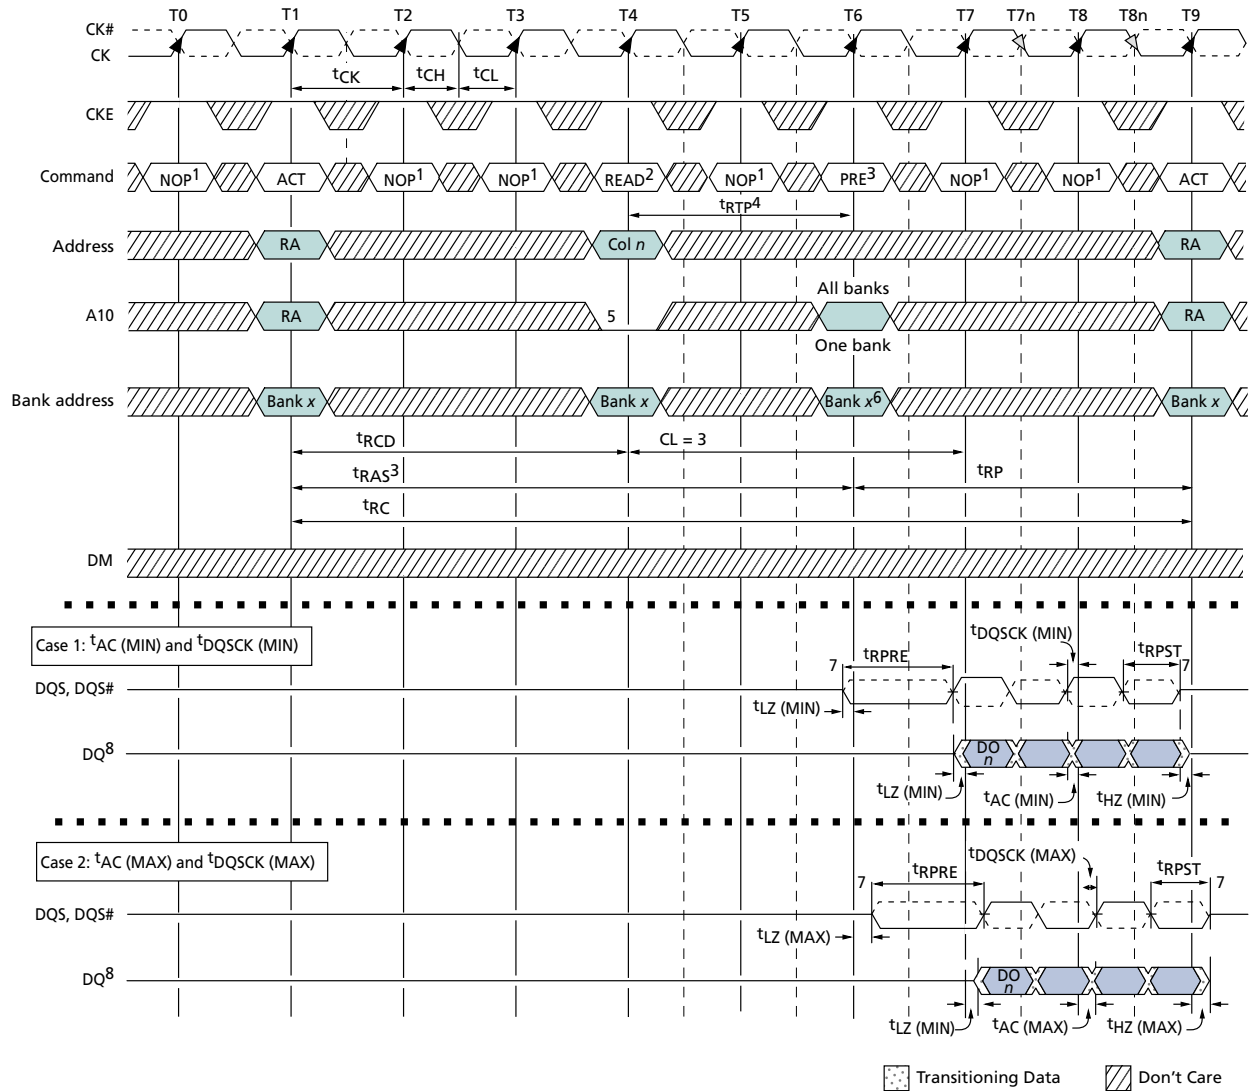 T0 T1 T2 T3 T4 T5 T6 T7 T7n T8 T8n T9
CK#
CK
tCK tCH tCL
CKE
Command NOP1 ACT NOP1 NOP1 READ2 NOP1 PRE3 NOP1 NOP1 ACT
tRTP4
Address RA Col n RA
All banks
A10 RA 5 RA
One bank
Bank address Bank x Bank x Bank x6 Bank x
tRCD CL = 3
tRAS3 tRP
tRC
DM
Case 1: tAC (MIN) and tDQSCK (MIN)
tDQSCK (MIN)
7 tRPRE tRPST 7
DQS, DQS#
tLZ (MIN)
DQ8 DO n
tLZ (MIN) tAC (MIN) tHZ (MIN)
Case 2: tAC (MAX) and tDQSCK (MAX)
tDQSCK (MAX)
7 tRPRE tRPST 7
DQS, DQS#
tLZ (MAX)
DQ8 DO n
tLZ (MIN) tAC (MAX) tHZ (MAX)
Transitioning Data Don't Care